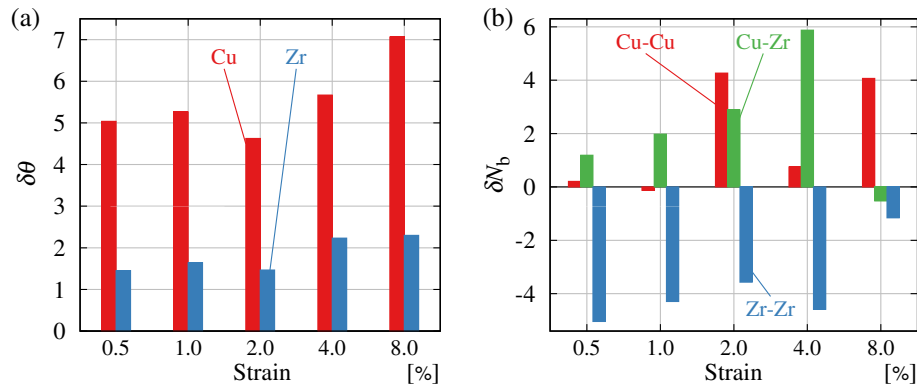 (a)
7
6
5
4
3
2
1
0
δθ
Cu
Zr
0.5 1.0 2.0 4.0 8.0
Strain [%]
(b)
6
4
2
0
-2
-4
δN_b
Cu-Cu
Cu-Zr
Zr-Zr
0.5 1.0 2.0 4.0 8.0
Strain [%]